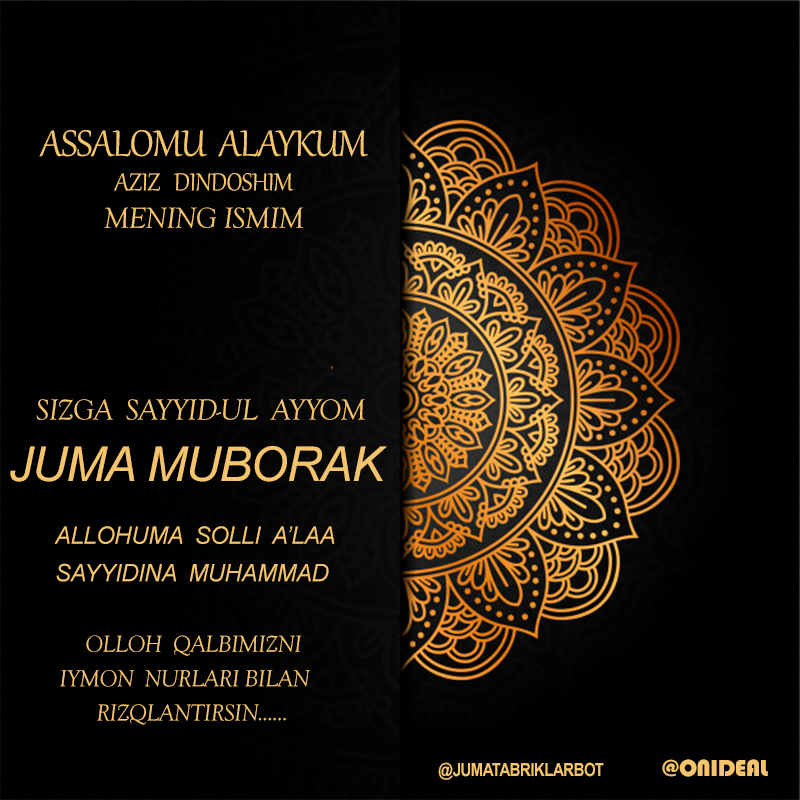 ASSALOMU ALAYKUM
AZIZ DINDOSHIM
MENING ISMIM
SIZGA SAYYID-UL AYYOM
JUMA MUBORAK
ALLOHUMA SOLLI A'LAA
SAYYIDINA MUHAMMAD
OLLOH QALBIMIZNI
IYMON NURLARI BILAN
RIZQLANTIRSIN......
@JUMATABRIKLARBOT
@ONIDEAL